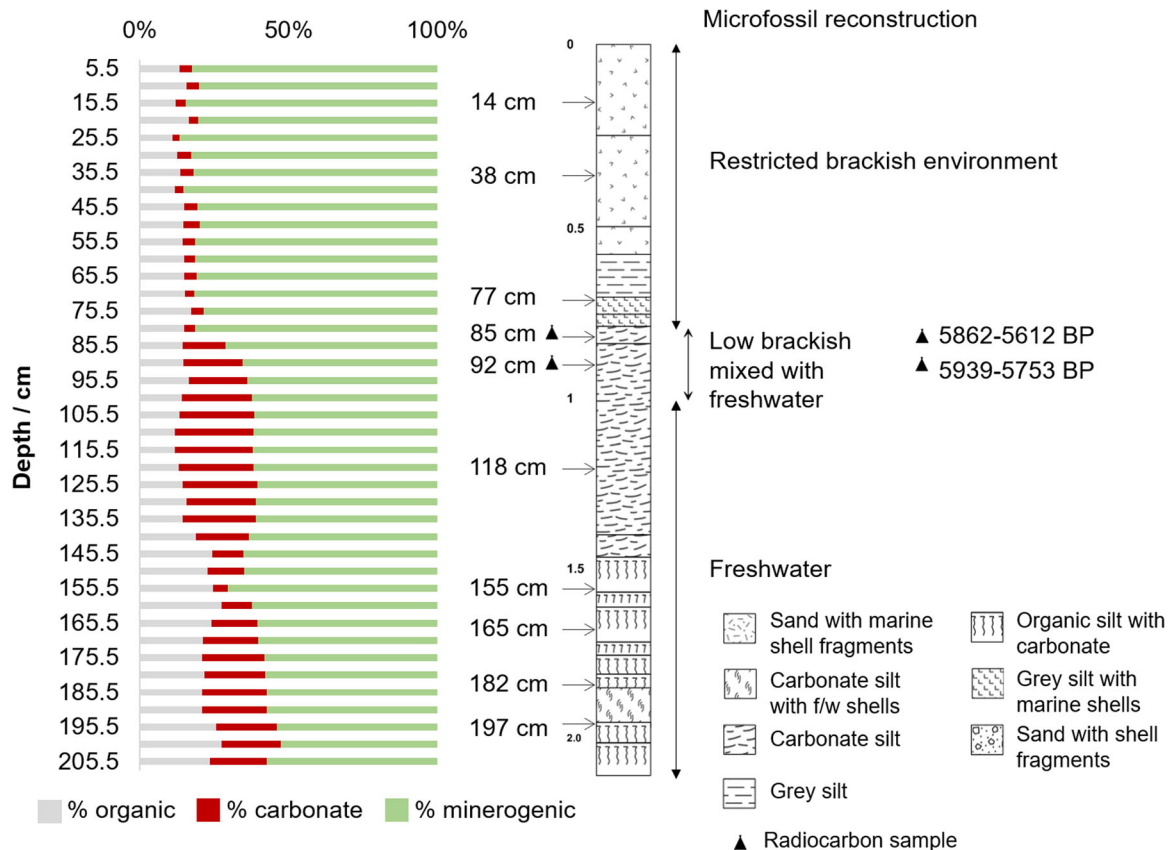 0% 50% 100%
Depth / cm
5.5
15.5
25.5
35.5
45.5
55.5
65.5
75.5
85.5
95.5
105.5
115.5
125.5
135.5
145.5
155.5
165.5
175.5
185.5
195.5
205.5
% organic
% carbonate
% minerogenic
14 cm
38 cm
77 cm
85 cm
92 cm
118 cm
155 cm
165 cm
182 cm
197 cm
0
0.5
1
1.5
2.0
Microfossil reconstruction
Restricted brackish environment
Low brackish
mixed with
freshwater
5862-5612 BP
5939-5753 BP
Freshwater
Sand with marine
shell fragments
Carbonate silt
with f/w shells
Carbonate silt
Grey silt
Radiocarbon sample
Organic silt with
carbonate
Grey silt with
marine shells
Sand with shell
fragments